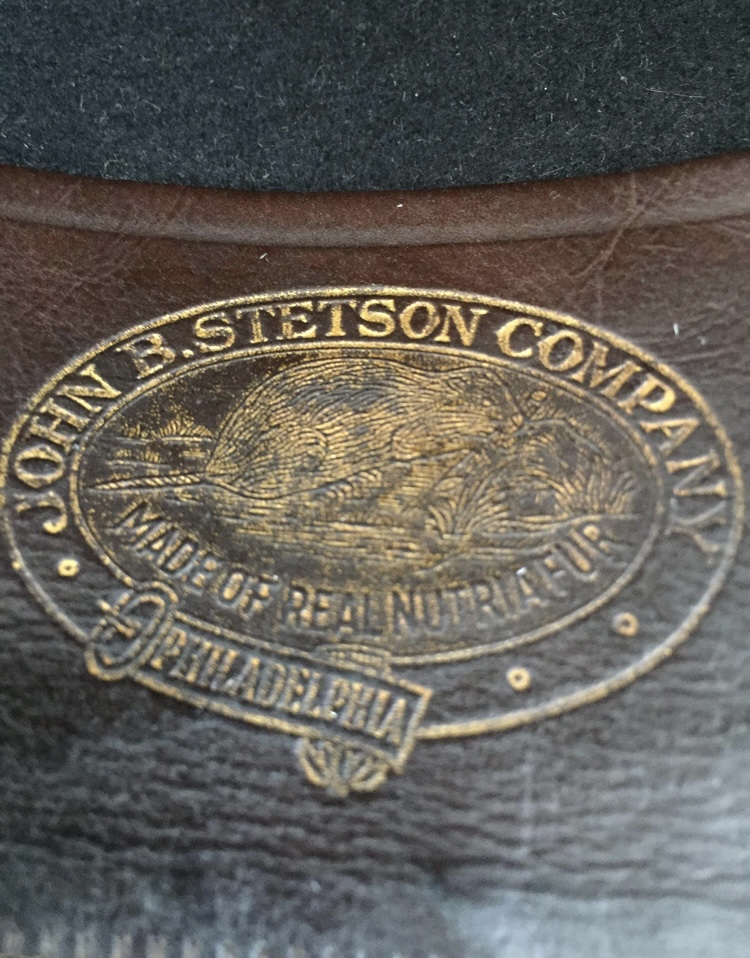 JOHN B. STETSON COMPANY
MADE OF REAL NUTRIA FUR
PHILADELPHIA